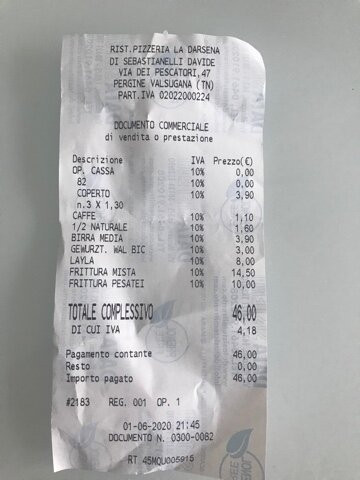 RIST.PIZZERIA LA DARSENA
DI SEBASTIANELLI DAVIDE
VIA DEI PESCATORI,47
PERGINE VALSUGANA (TN)
PART.IVA 02022000224
DOCUMENTO COMMERCIALE
di vendita o prestazione
Descrizione IVA Prezzo(€)
OP. CASSA 10% 0,00
82 10% 0,00
COPERTO 10% 3,90
n.3 X 1,30
CAFFE 10% 1,10
1/2 NATURALE 10% 1,60
BIRRA MEDIA 10% 3,90
GEWURZT. WAL BIC 10% 3,00
LAYLA 10% 8,00
FRITTURA MISTA 10% 14,50
FRITTURA PESATEI 10% 10,00
TOTALE COMPLESSIVO 46,00
DI CUI IVA 4,18
Pagamento contante 46,00
Resto 0,00
Importo pagato 46,00
#2183 REG. 001 OP. 1
01-06-2020 21:45
DOCUMENTO N. 0300-0082
RT 45MQU005915